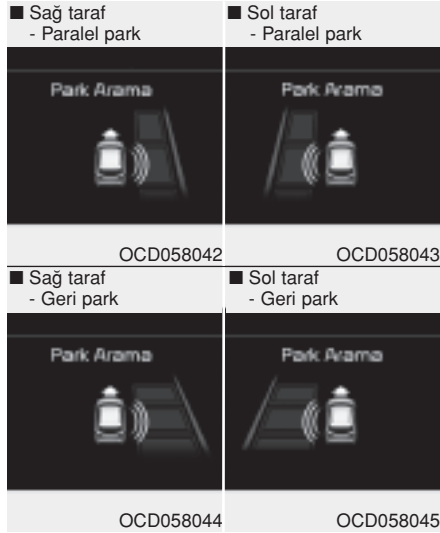 ■ Sağ taraf
- Paralel park
Park Arama
OCD058042
■ Sol taraf
- Paralel park
Park Arama
OCD058043
■ Sağ taraf
- Geri park
Park Arama
OCD058044
■ Sol taraf
- Geri park
Park Arama
OCD058045